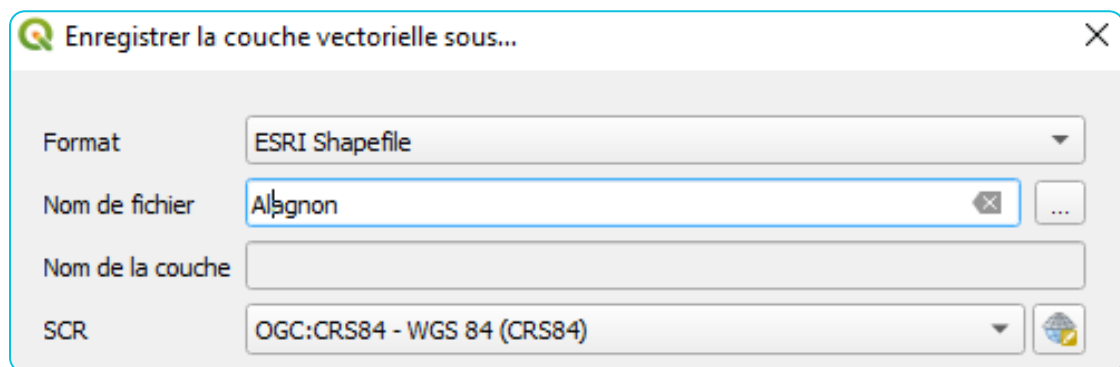 Enregistrer la couche vectorielle sous...
Format ESRI Shapefile
Nom de fichier Alagnon ...
Nom de la couche
SCR OGC:CRS84 - WGS 84 (CRS84)